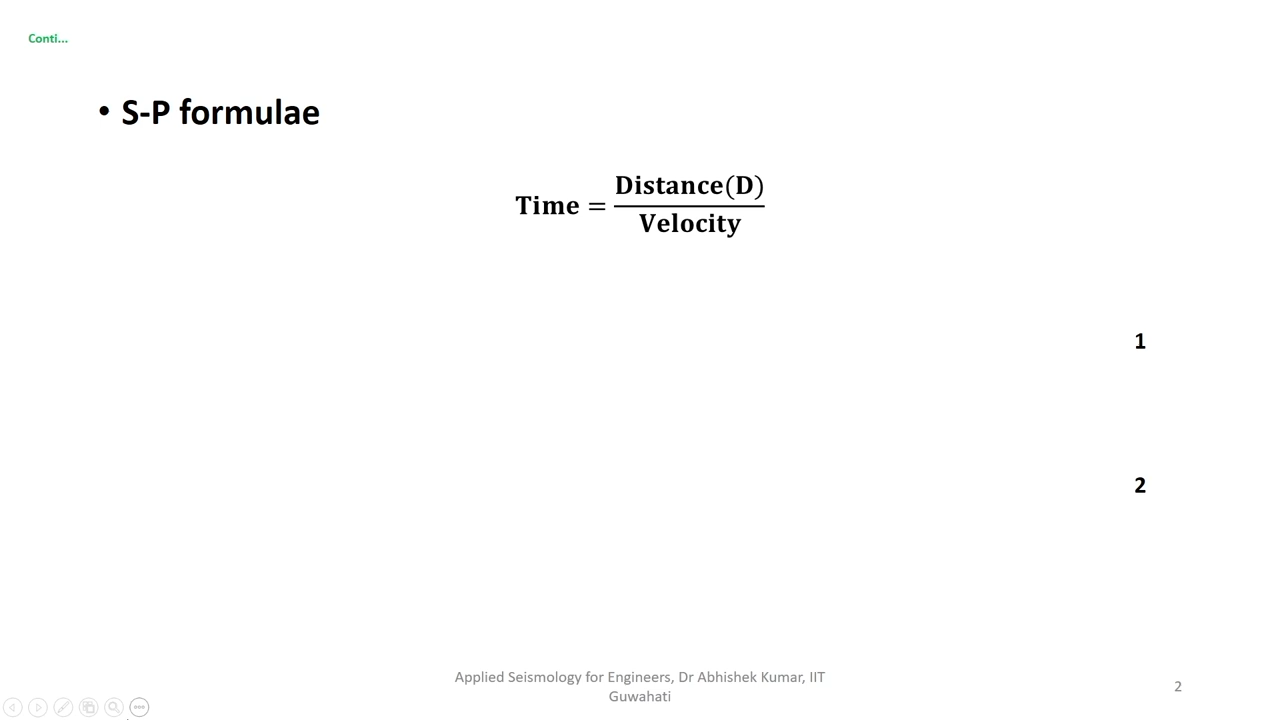 Conti...
• S-P formulae
Time = Distance(D) / Velocity
1
2
Applied Seismology for Engineers, Dr Abhishek Kumar, IIT
Guwahati
2